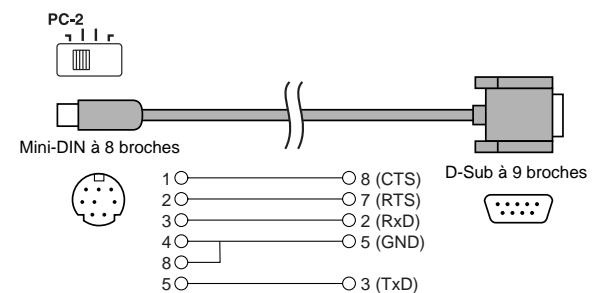 PC-2
Mini-DIN à 8 broches
D-Sub à 9 broches
1 8 (CTS)
2 7 (RTS)
3 2 (RxD)
4 5 (GND)
8
5 3 (TxD)